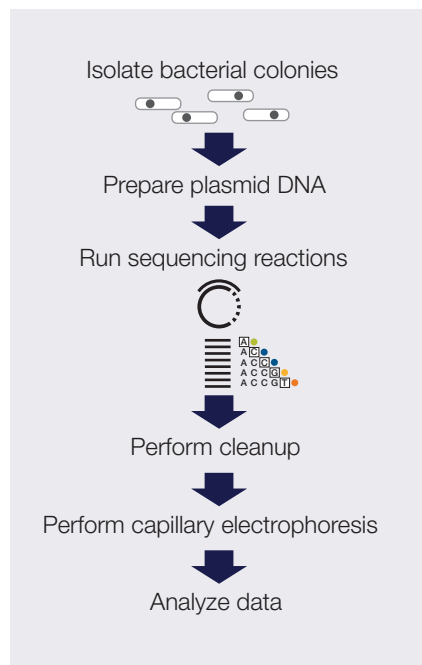 Isolate bacterial colonies
Prepare plasmid DNA
Run sequencing reactions
A
A C
A C C
A C C G
A C C G T
Perform cleanup
Perform capillary electrophoresis
Analyze data